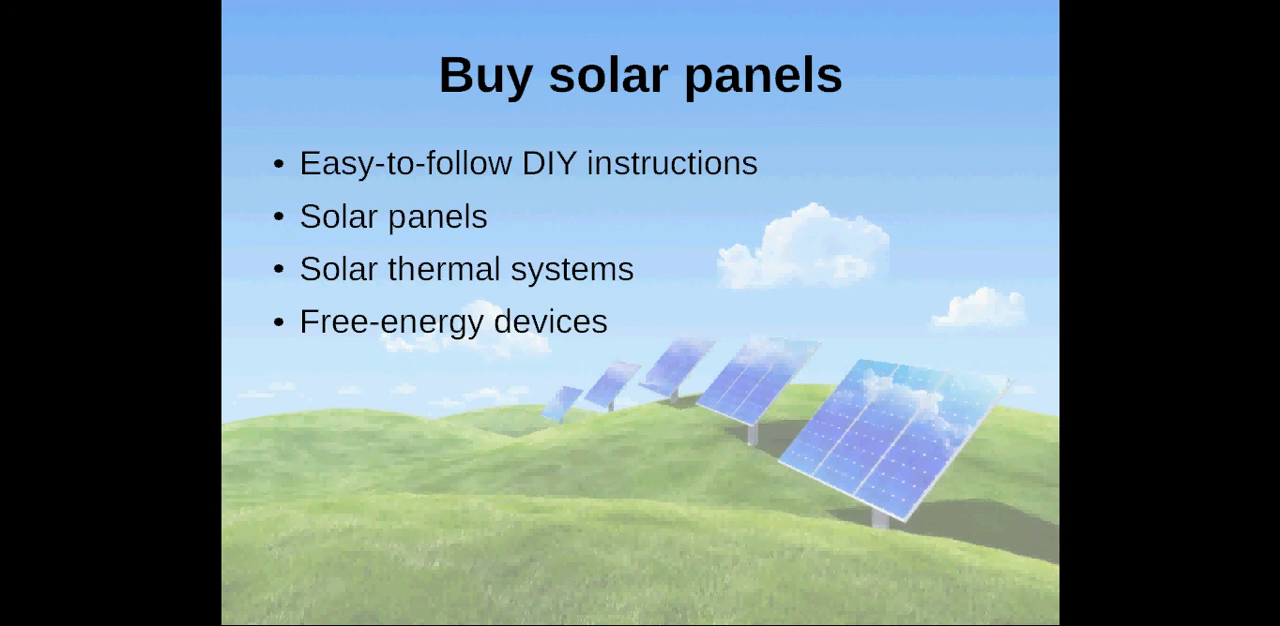 Buy solar panels
• Easy-to-follow DIY instructions
• Solar panels
• Solar thermal systems
• Free-energy devices